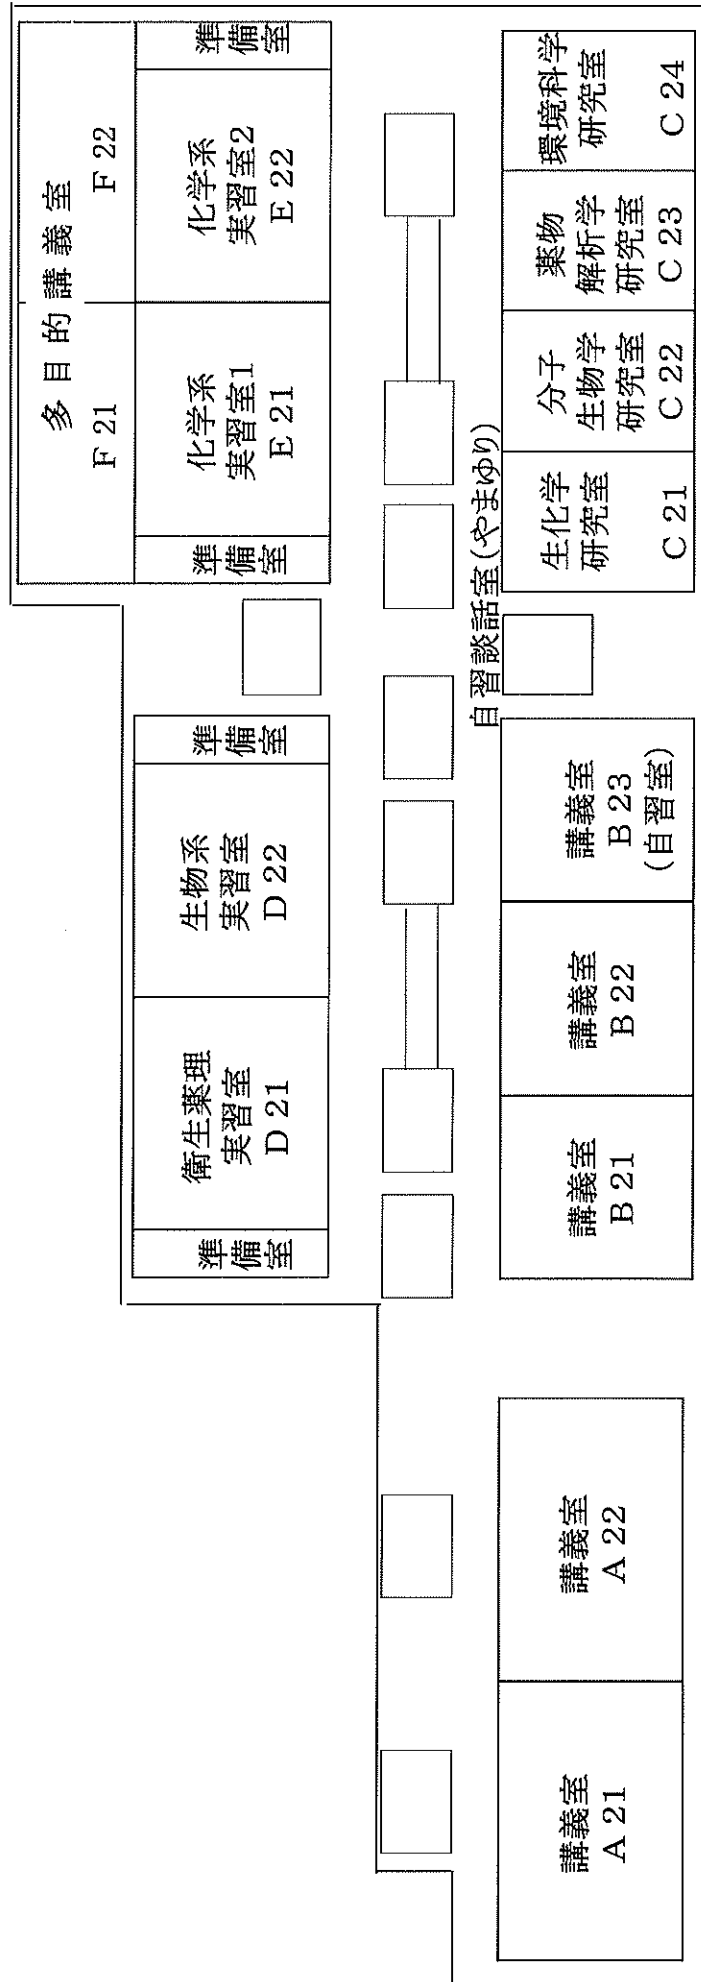 多目的講義室
F 21
F 22
準備室
化学系
実習室1
E 21
化学系
実習室2
E 22
準備室
準備室
衛生薬理
実習室
D 21
生物系
実習室
D 22
準備室
自習談話室(やまゆり)
講義室
A 21
講義室
A 22
講義室
B 21
講義室
B 22
講義室
B 23
(自習室)
生化学
研究室
C 21
分子
生物学
研究室
C 22
薬物
解析学
研究室
C 23
環境科学
研究室
C 24